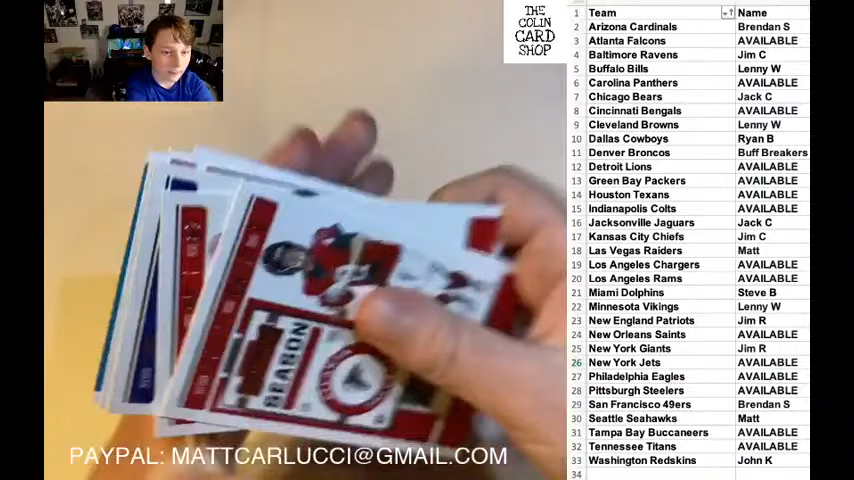 THE
COLIN
CARD
SHOP
1 Team Name
2 Arizona Cardinals Brendan S
3 Atlanta Falcons AVAILABLE
4 Baltimore Ravens Jim C
5 Buffalo Bills Lenny W
6 Carolina Panthers AVAILABLE
7 Chicago Bears Jack C
8 Cincinnati Bengals AVAILABLE
9 Cleveland Browns Lenny W
10 Dallas Cowboys Ryan B
11 Denver Broncos Buff Breakers
12 Detroit Lions AVAILABLE
13 Green Bay Packers AVAILABLE
14 Houston Texans AVAILABLE
15 Indianapolis Colts AVAILABLE
16 Jacksonville Jaguars Jack C
17 Kansas City Chiefs Jim C
18 Las Vegas Raiders Matt
19 Los Angeles Chargers AVAILABLE
20 Los Angeles Rams AVAILABLE
21 Miami Dolphins Steve B
22 Minnesota Vikings Lenny W
23 New England Patriots Jim R
24 New Orleans Saints AVAILABLE
25 New York Giants Jim R
26 New York Jets AVAILABLE
27 Philadelphia Eagles AVAILABLE
28 Pittsburgh Steelers AVAILABLE
29 San Francisco 49ers Brendan S
30 Seattle Seahawks Matt
31 Tampa Bay Buccaneers AVAILABLE
32 Tennessee Titans AVAILABLE
33 Washington Redskins John K
34
SEASON
PAYPAL: MATTCARLUCCI@GMAIL.COM